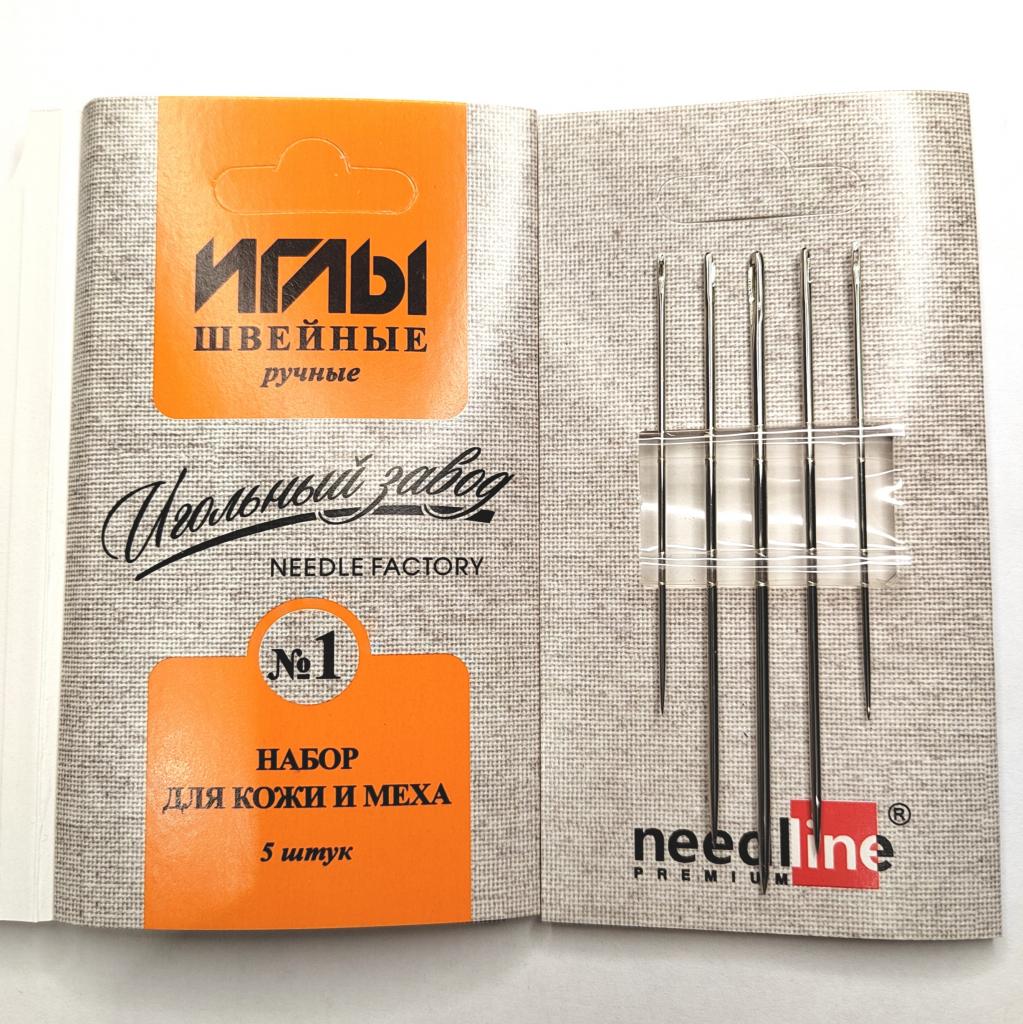 ИГЛЫ
ШВЕЙНЫЕ
ручные
Игольный завод
NEEDLE FACTORY
№1
НАБОР
ДЛЯ КОЖИ И МЕХА
5 штук
needline®
PREMIUM